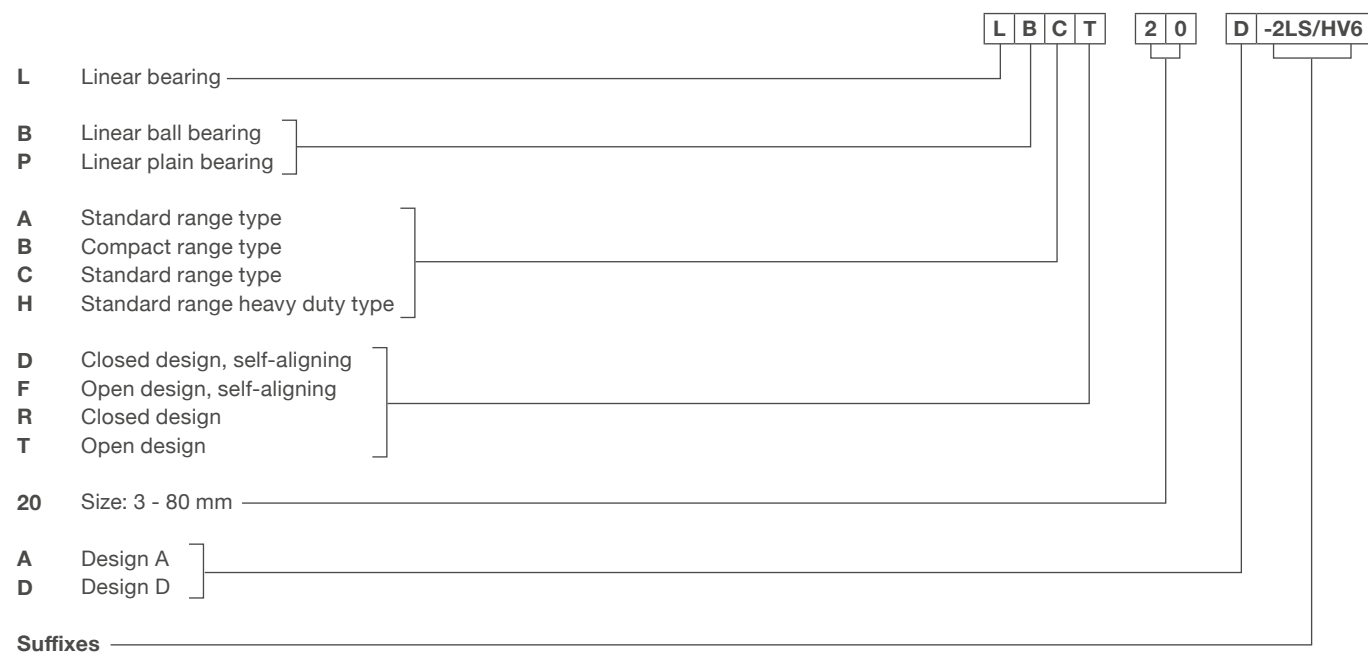 L B C T 2 0 D -2LS/HV6
L Linear bearing
B Linear ball bearing
P Linear plain bearing
A Standard range type
B Compact range type
C Standard range type
H Standard range heavy duty type
D Closed design, self-aligning
F Open design, self-aligning
R Closed design
T Open design
20 Size: 3 - 80 mm
A Design A
D Design D
Suffixes